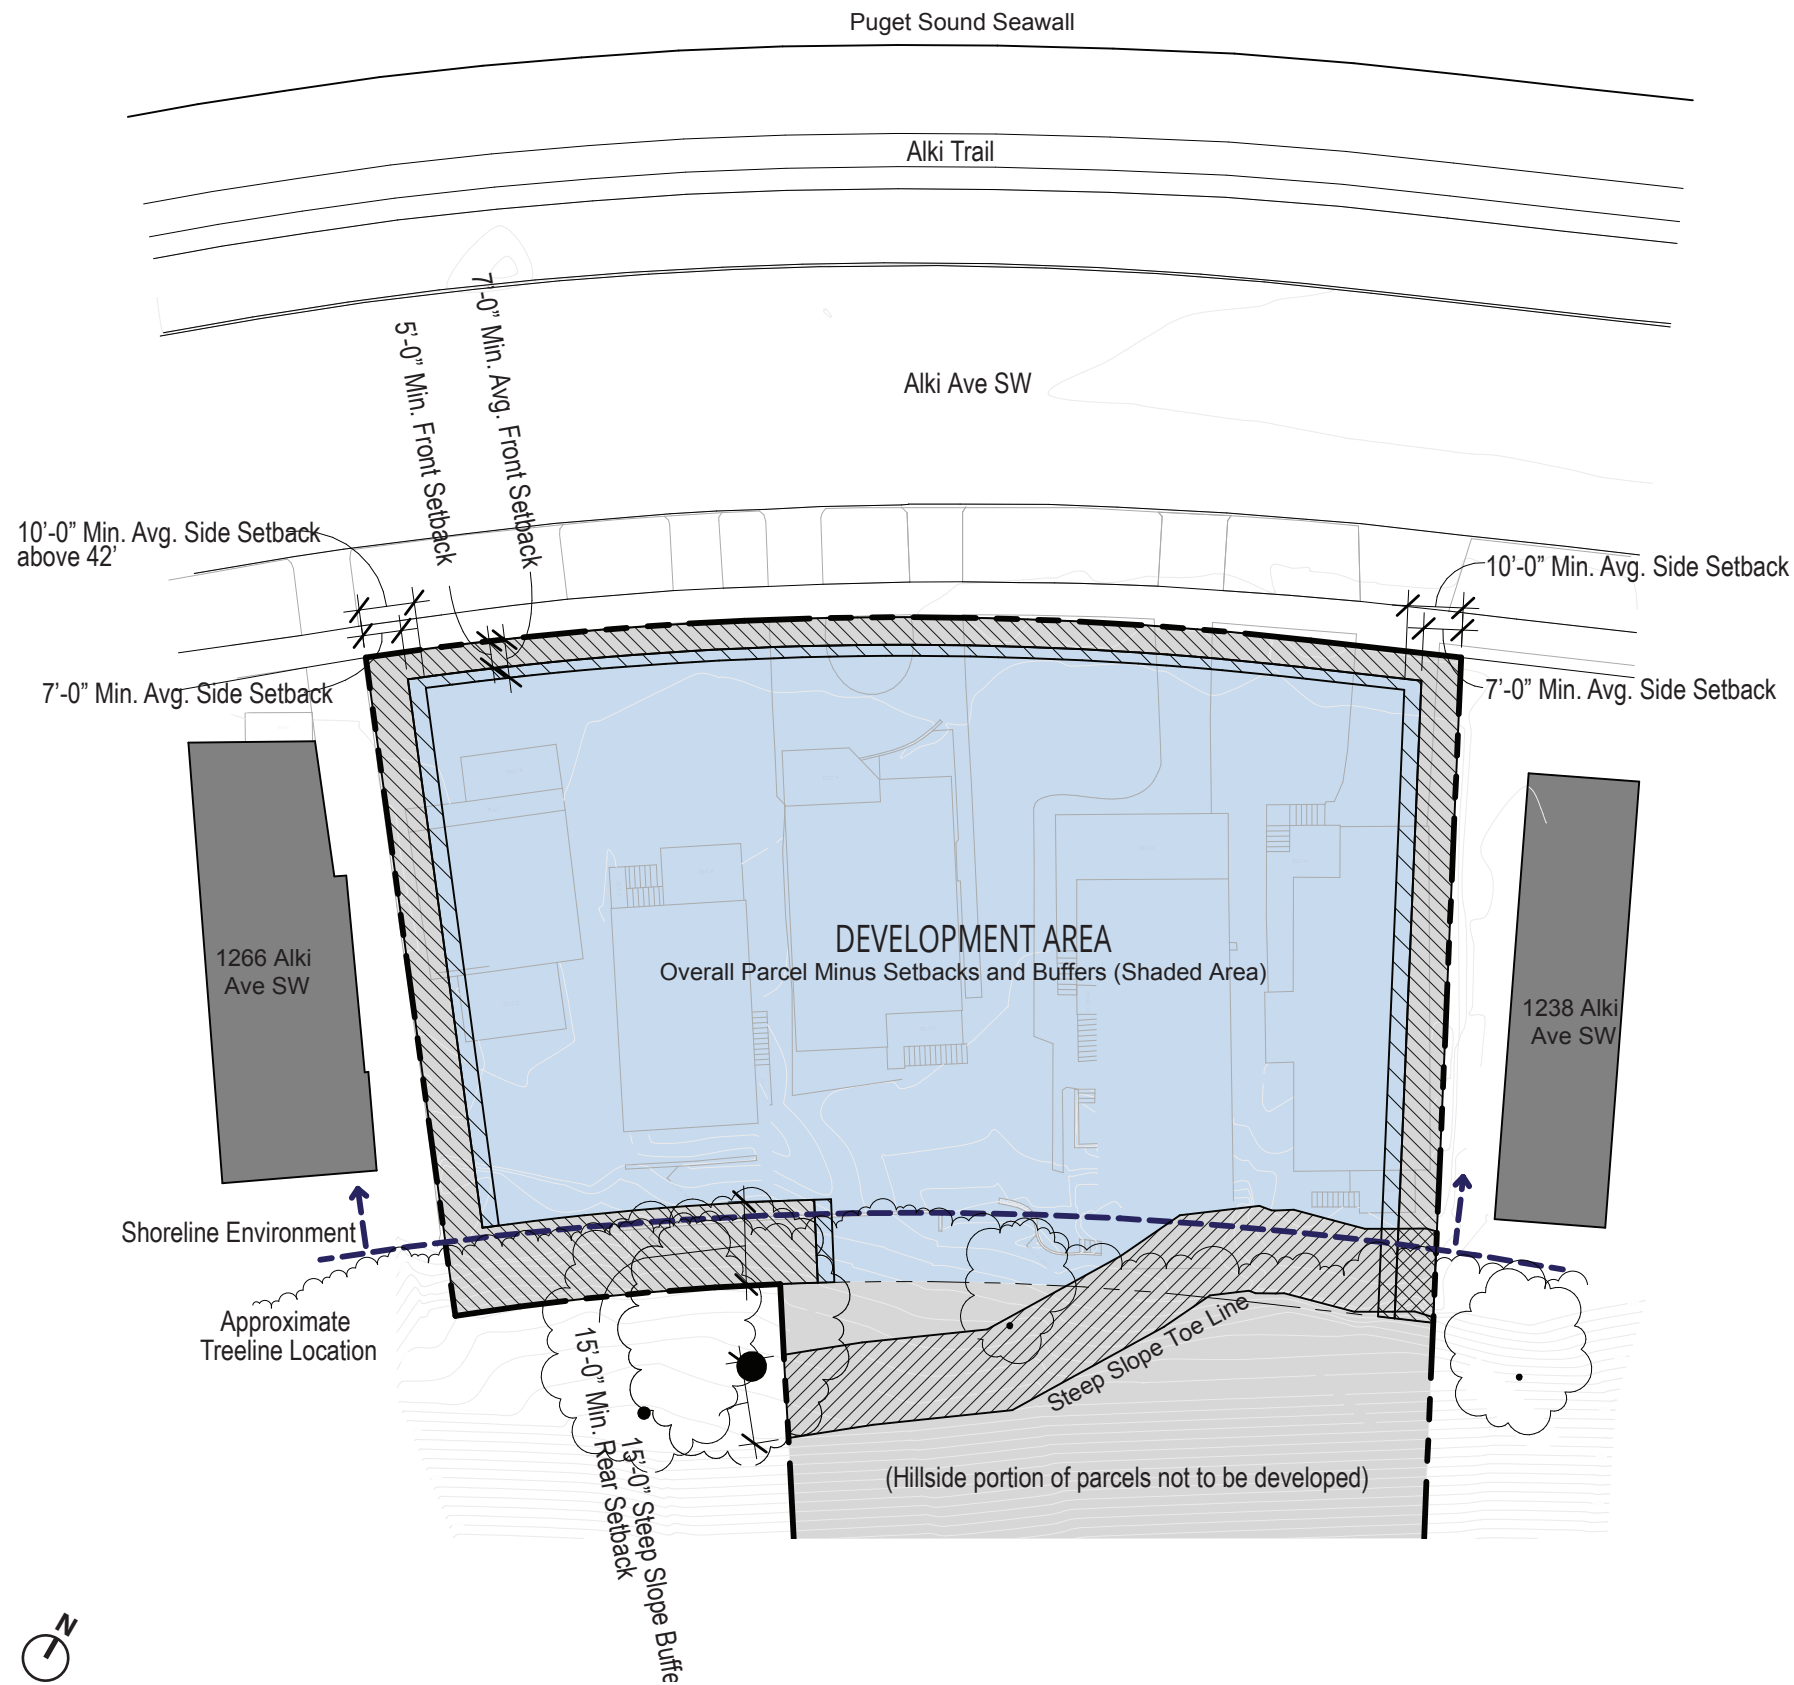 Puget Sound Seawall
Alki Trail
Alki Ave SW
7'-0” Min. Avg. Front Setback
5'-0” Min. Front Setback
10'-0” Min. Avg. Side Setback
above 42'
10'-0” Min. Avg. Side Setback
7'-0” Min. Avg. Side Setback
7'-0” Min. Avg. Side Setback
DEVELOPMENT AREA
Overall Parcel Minus Setbacks and Buffers (Shaded Area)
1266 Alki
Ave SW
1238 Alki
Ave SW
Shoreline Environment
Approximate
Treeline Location
Steep Slope Toe Line
15'-0” Min. Rear Setback
15'-0” Steep Slope Buffe
(Hillside portion of parcels not to be developed)
N